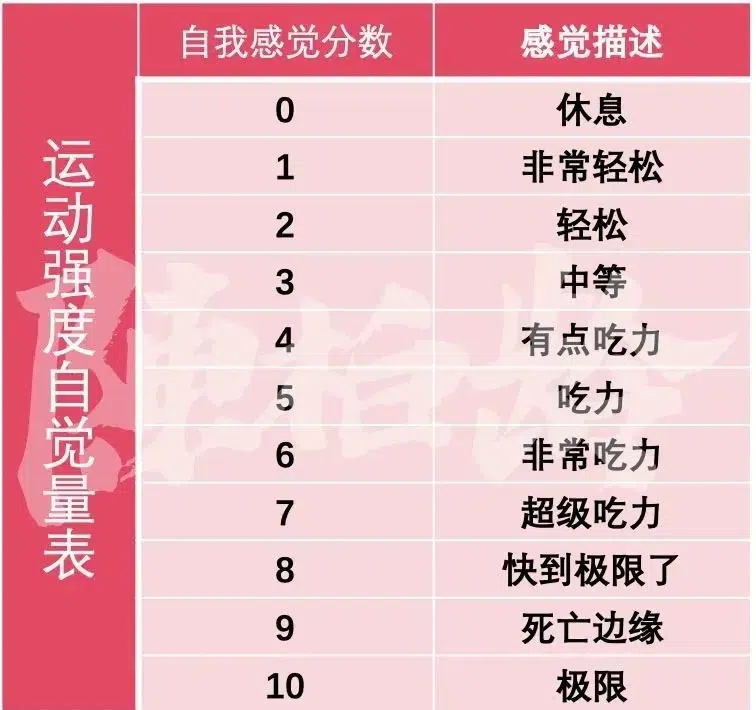 自我感觉分数 感觉描述
运动强度自觉量表
0 休息
1 非常轻松
2 轻松
3 中等
4 有点吃力
5 吃力
6 非常吃力
7 超级吃力
8 快到极限了
9 死亡边缘
10 极限